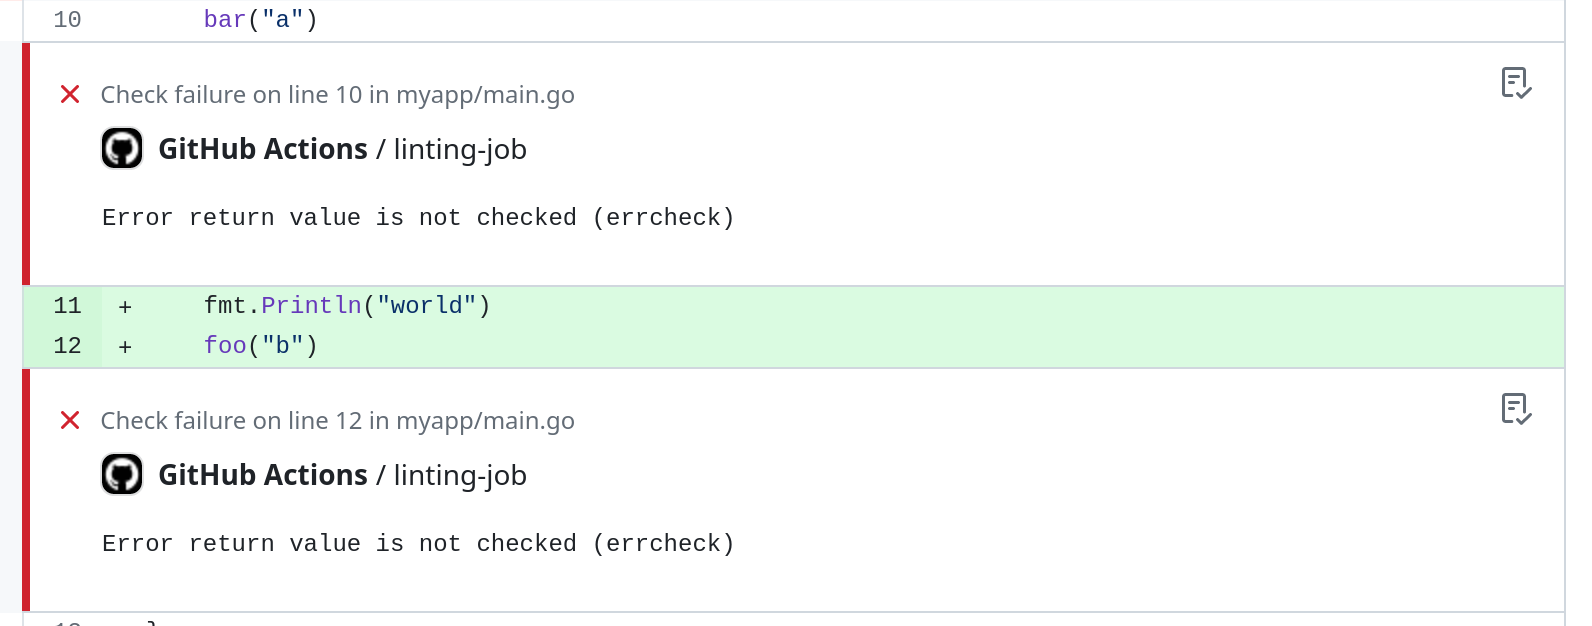 10 bar("a")
Check failure on line 10 in myapp/main.go
GitHub Actions / linting-job
Error return value is not checked (errcheck)
11 + fmt.Println("world")
12 + foo("b")
Check failure on line 12 in myapp/main.go
GitHub Actions / linting-job
Error return value is not checked (errcheck)